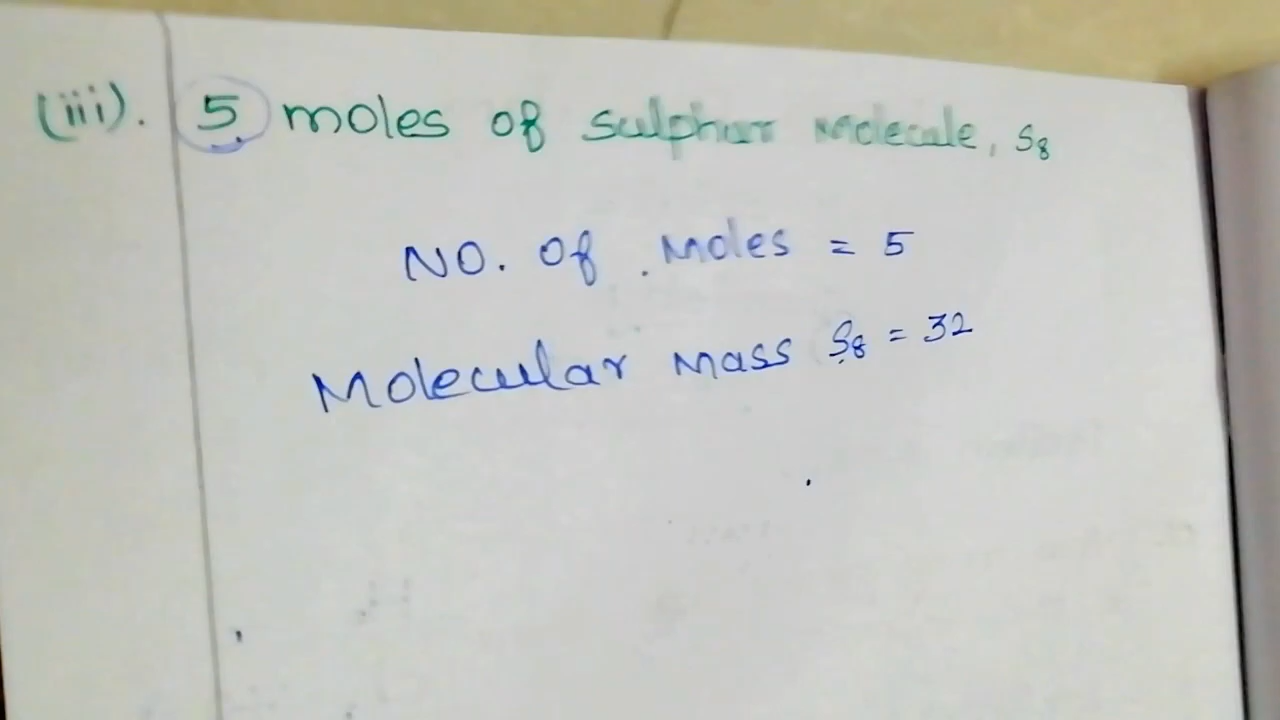 (iii). 5 moles of sulphur molecule, S8
NO. Of moles = 5
Molecular mass S8 = 32